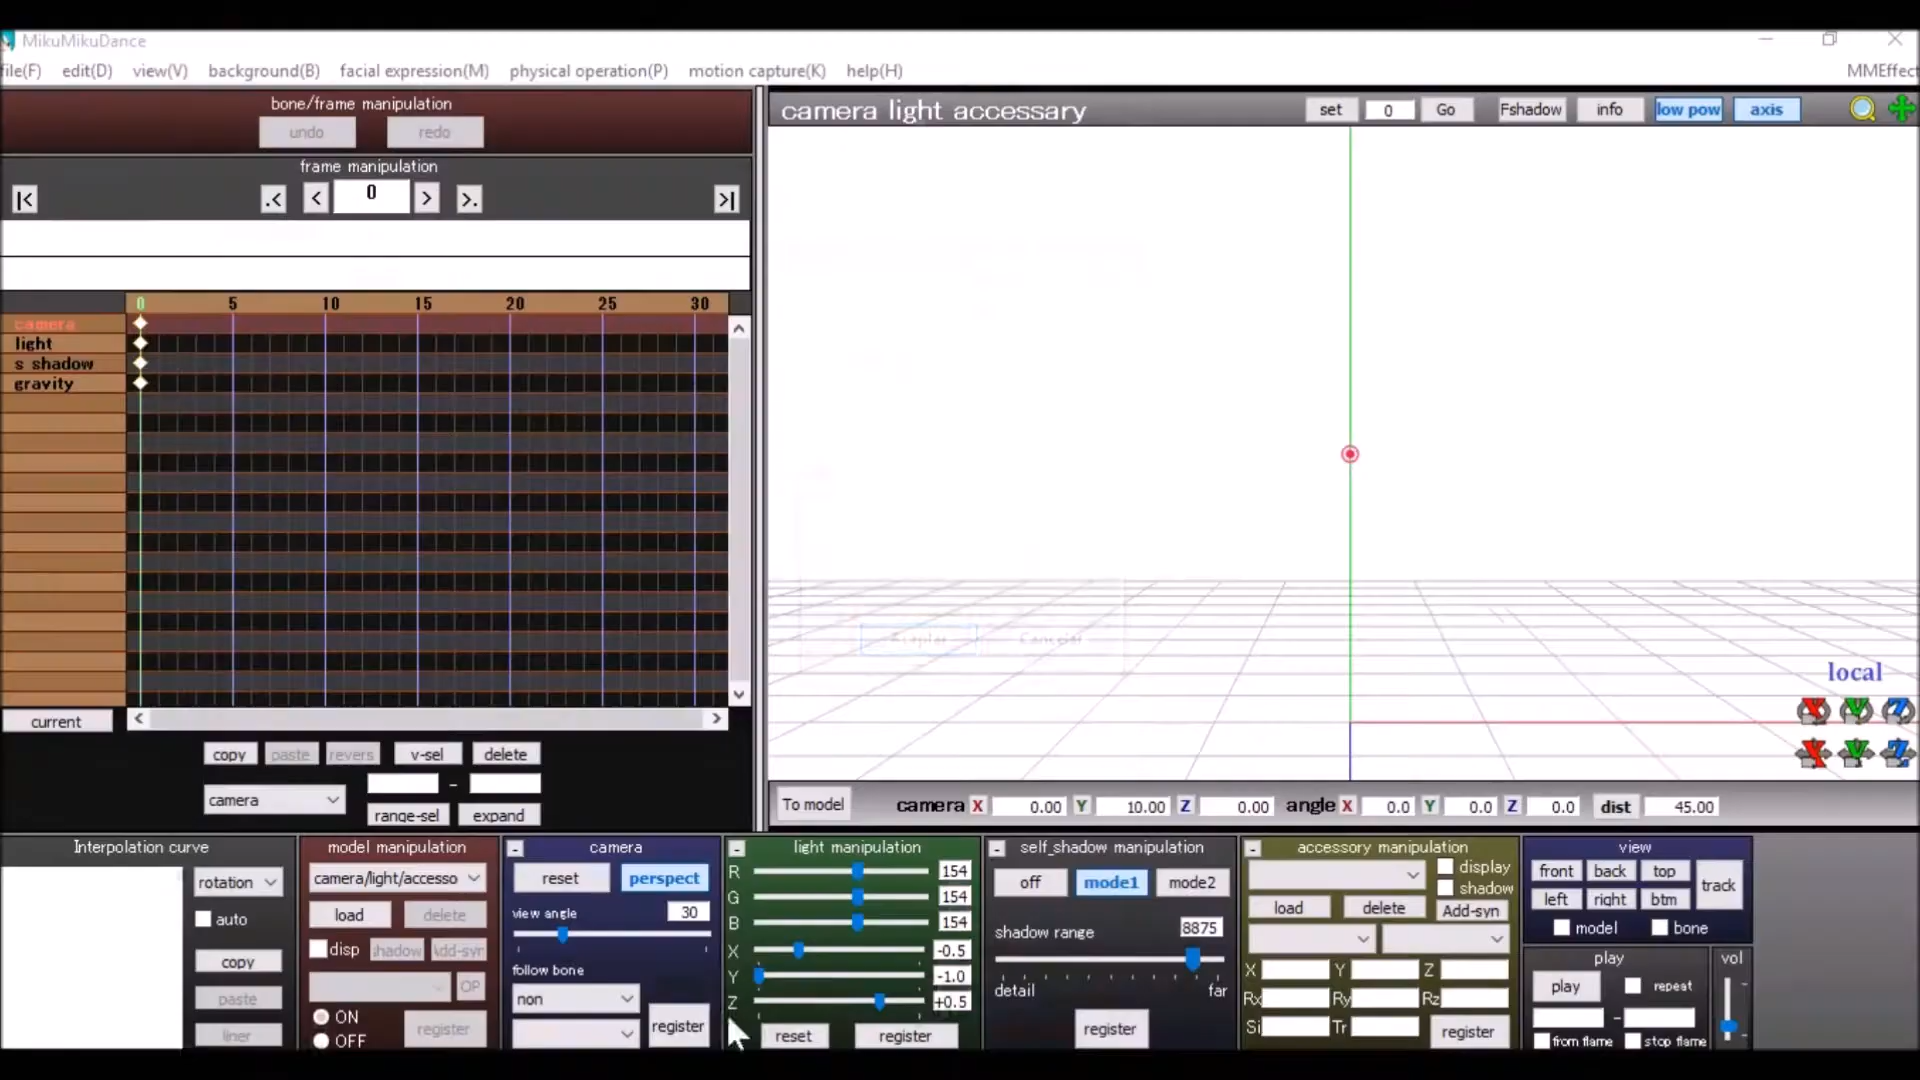 MikuMikuDance
file(F) edit(D) view(V) background(B) facial expression(M) physical operation(P) motion capture(K) help(H) MMEffect
bone/frame manipulation
undo redo
frame manipulation
|< .< < 0 > >. >|
0 5 10 15 20 25 30
camera
light
s shadow
gravity
current
copy paste revers v-sel delete
camera -
range-sel expand
camera light accessary set 0 Go Fshadow info low pow axis
local
X Y Z
X Y Z
To model camera X 0.00 Y 10.00 Z 0.00 angle X 0.0 Y 0.0 Z 0.0 dist 45.00
Interpolation curve
rotation
auto
copy
paste
liner
model manipulation
camera/light/accesso
load delete
disp
OP
ON
OFF
register
- camera
reset perspect
view angle 30
follow bone
non
register
- light manipulation
R 154
G 154
B 154
X -0.5
Y -1.0
Z +0.5
reset register
- self_shadow manipulation
off mode1 mode2
shadow range 8875
detail far
register
- accessory manipulation
display
shadow
load delete Add-syn
X Y Z
Rx Ry Rz
Si Tr register
view
front back top
left right btm
track
model bone
play
play repeat
-
from flame stop flame
vol